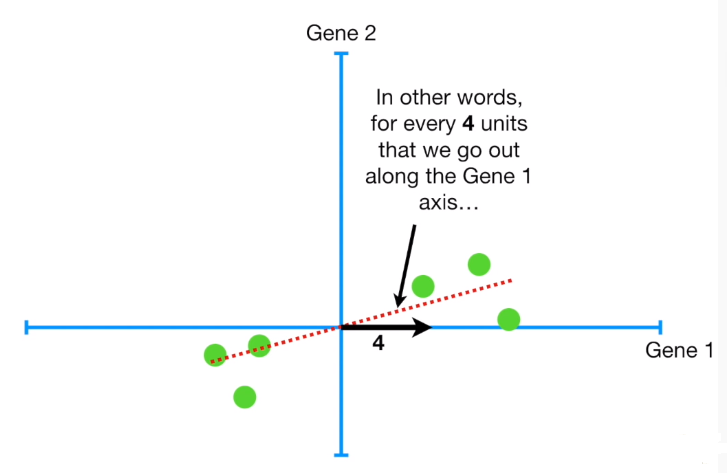 Gene 2
In other words,
for every 4 units
that we go out
along the Gene 1
axis...
4
Gene 1